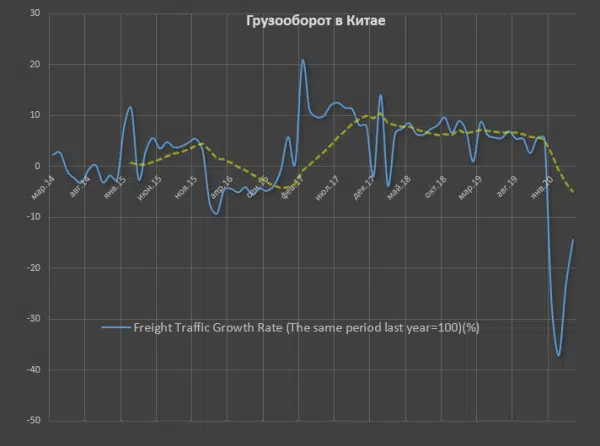 Грузооборот в Китае
30
20
10
0
-10
-20
-30
-40
-50
мар.14
авг.14
янв.15
июн.15
ноя.15
апр.16
сен.16
фев.17
июл.17
дек.17
май.18
окт.18
мар.19
авг.19
янв.20
Freight Traffic Growth Rate (The same period last year=100)(%)